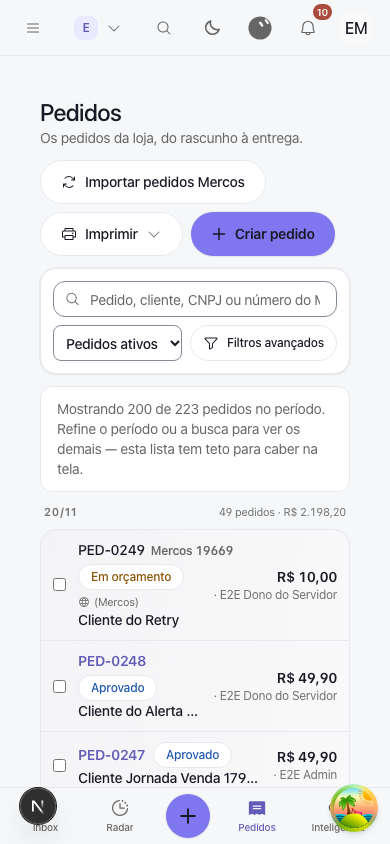 E
10
EM
Pedidos
Os pedidos da loja, do rascunho à entrega.
Importar pedidos Mercos
Imprimir
Criar pedido
Pedido, cliente, CNPJ ou número do M
Pedidos ativos
Filtros avançados
Mostrando 200 de 223 pedidos no período.
Refine o período ou a busca para ver os
demais — esta lista tem teto para caber na
tela.
20/11
49 pedidos · R$ 2.198,20
PED-0249 Mercos 19669
Em orçamento
R$ 10,00
(Mercos)
· E2E Dono do Servidor
Cliente do Retry
PED-0248
R$ 49,90
Aprovado
· E2E Dono do Servidor
Cliente do Alerta ...
PED-0247 Aprovado
R$ 49,90
Cliente Jornada Venda 179...
· E2E Admin
N
Inbox
Radar
Pedidos